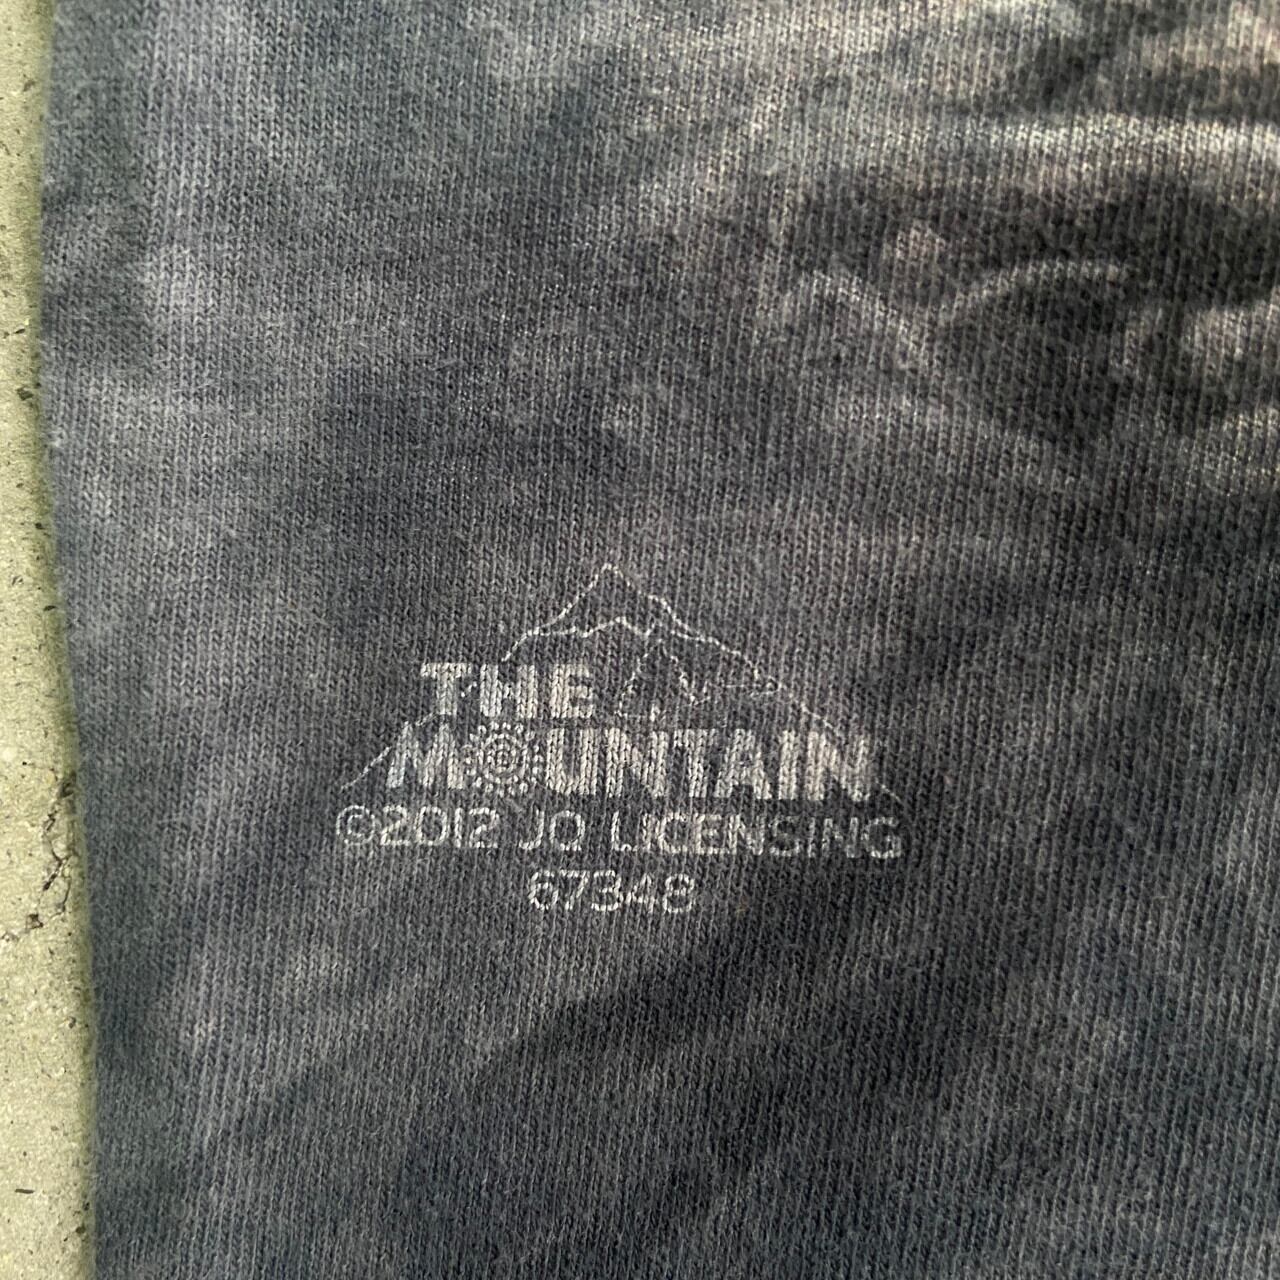 THE
MOUNTAIN
©2012 JQ LICENSING
67348